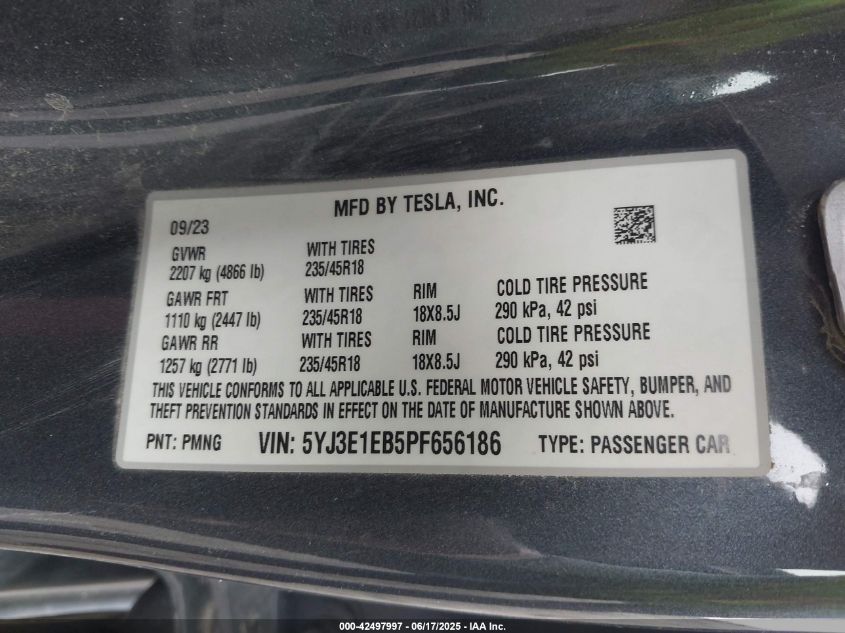 MFD BY TESLA, INC.
09/23
GVWR WITH TIRES
2207 kg (4866 lb) 235/45R18
GAWR FRT WITH TIRES RIM COLD TIRE PRESSURE
1110 kg (2447 lb) 235/45R18 18X8.5J 290 kPa, 42 psi
GAWR RR WITH TIRES RIM COLD TIRE PRESSURE
1257 kg (2771 lb) 235/45R18 18X8.5J 290 kPa, 42 psi
THIS VEHICLE CONFORMS TO ALL APPLICABLE U.S. FEDERAL MOTOR VEHICLE SAFETY, BUMPER, AND
THEFT PREVENTION STANDARDS IN EFFECT ON THE DATE OF MANUFACTURE SHOWN ABOVE.
PNT: PMNG VIN: 5YJ3E1EB5PF656186 TYPE: PASSENGER CAR
000-42497997 - 06/17/2025 - IAA Inc.